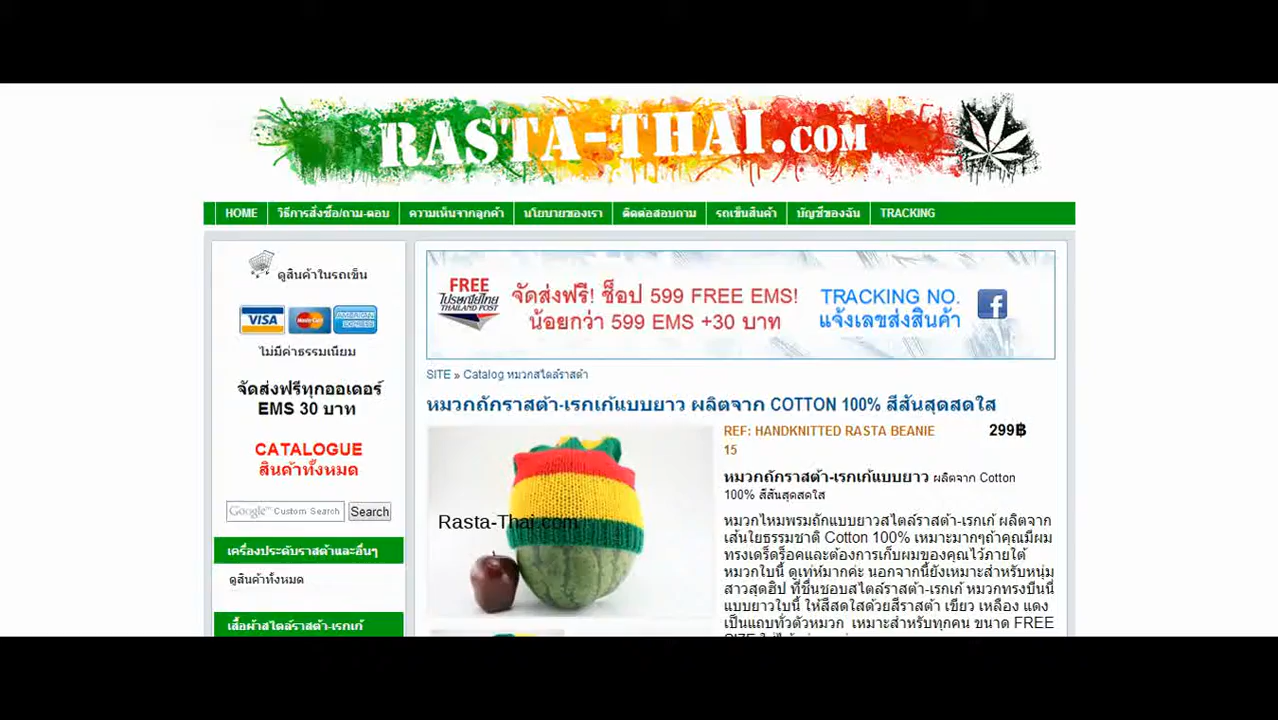 RASTA-THAI.COM
HOME
วิธีการสั่งซื้อ/ถาม-ตอบ
ความเห็นจากลูกค้า
นโยบายของเรา
ติดต่อสอบถาม
รถเข็นสินค้า
บัญชีของฉัน
TRACKING
ดูสินค้าในรถเข็น
VISA
MasterCard
AMERICAN EXPRESS
ไม่มีค่าธรรมเนียม
จัดส่งฟรีทุกออเดอร์
EMS 30 บาท
CATALOGUE
สินค้าทั้งหมด
Google™ Custom Search
Search
เครื่องประดับราสต้าและอื่นๆ
ดูสินค้าทั้งหมด
เสื้อผ้าสไตล์ราสต้า-เรกเก้
FREE
ไปรษณีย์ไทย
THAILAND POST
จัดส่งฟรี! ช็อป 599 FREE EMS!
น้อยกว่า 599 EMS +30 บาท
TRACKING NO.
แจ้งเลขส่งสินค้า
SITE » Catalog หมวกสไตล์ราสต้า
หมวกถักราสต้า-เรกเก้แบบยาว ผลิตจาก COTTON 100% สีสันสุดสดใส
Rasta-Thai.com
REF: HANDKNITTED RASTA BEANIE
15
299฿
หมวกถักราสต้า-เรกเก้แบบยาว ผลิตจาก Cotton
100% สีสันสุดสดใส
หมวกไหมพรมถักแบบยาวสไตล์ราสต้า-เรกเก้ ผลิตจาก
เส้นใยธรรมชาติ Cotton 100% เหมาะมากๆถ้าคุณมีผม
ทรงเดร็ดร็อคและต้องการเก็บผมของคุณไว้ภายใต้
หมวกใบนี้ ดูเท่ห์มากค่ะ นอกจากนี้ยังเหมาะสำหรับหนุ่ม
สาวสุดฮิป ที่ชื่นชอบสไตล์ราสต้า-เรกเก้ หมวกทรงบีนนี่
แบบยาวใบนี้ ให้สีสดใสด้วยสีราสต้า เขียว เหลือง แดง
เป็นแถบทั่วตัวหมวก เหมาะสำหรับทุกคน ขนาด FREE